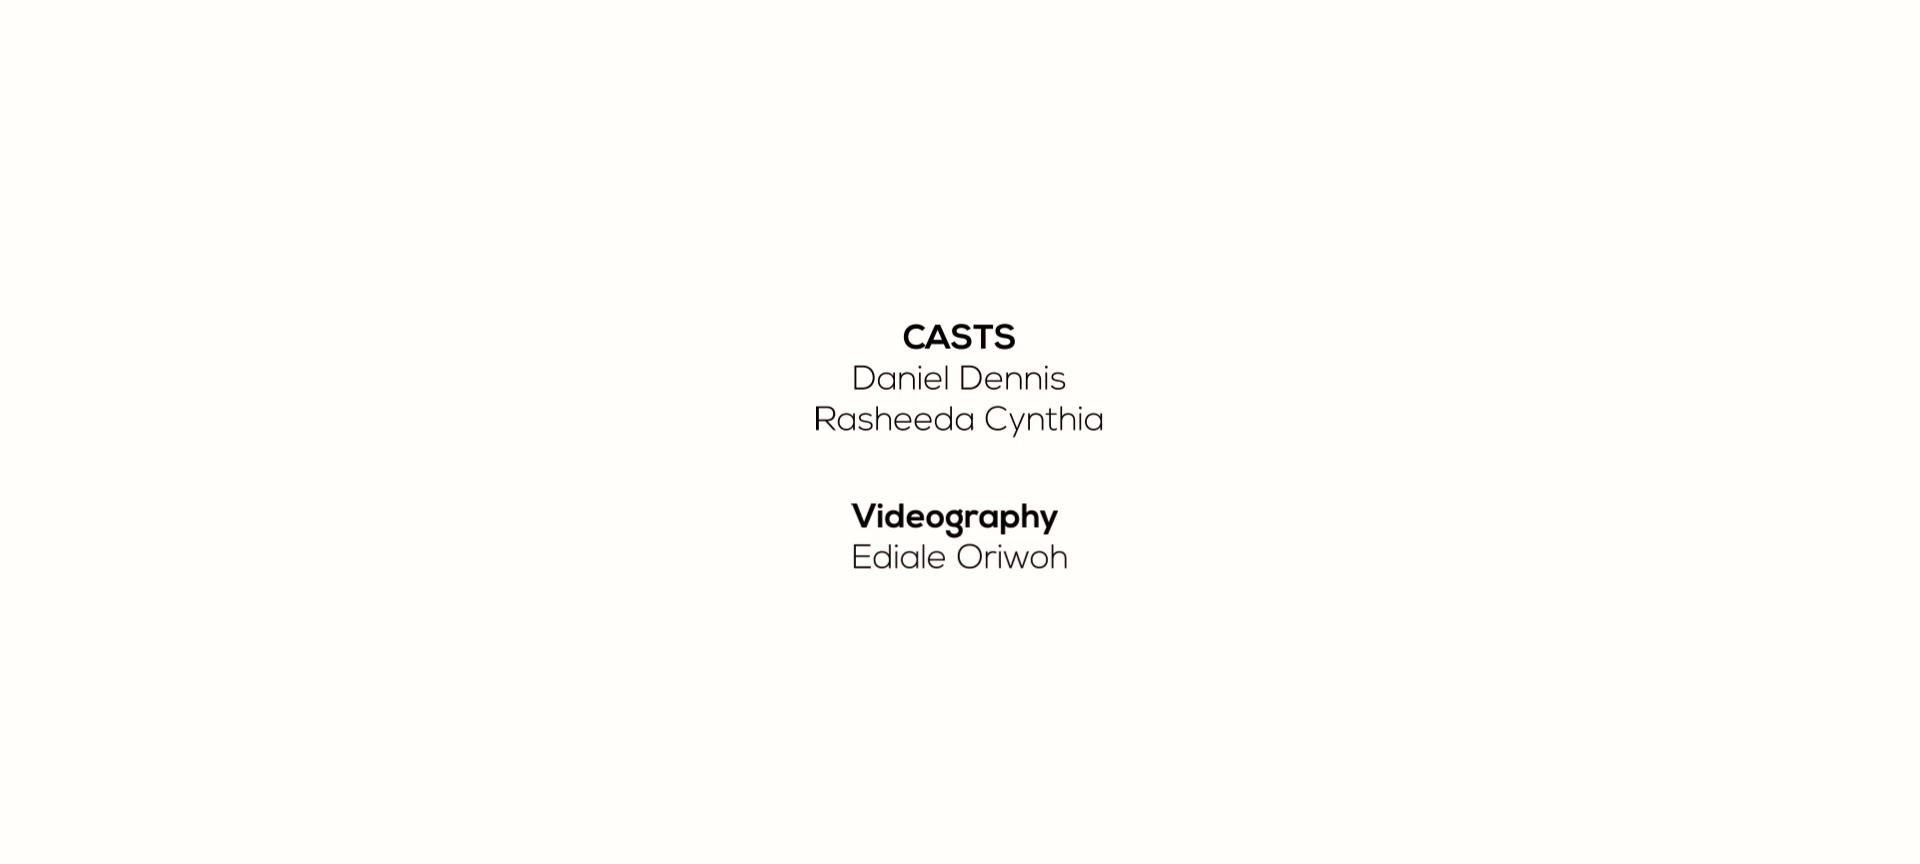 CASTS
Daniel Dennis
Rasheeda Cynthia
Videography
Ediale Oriwoh